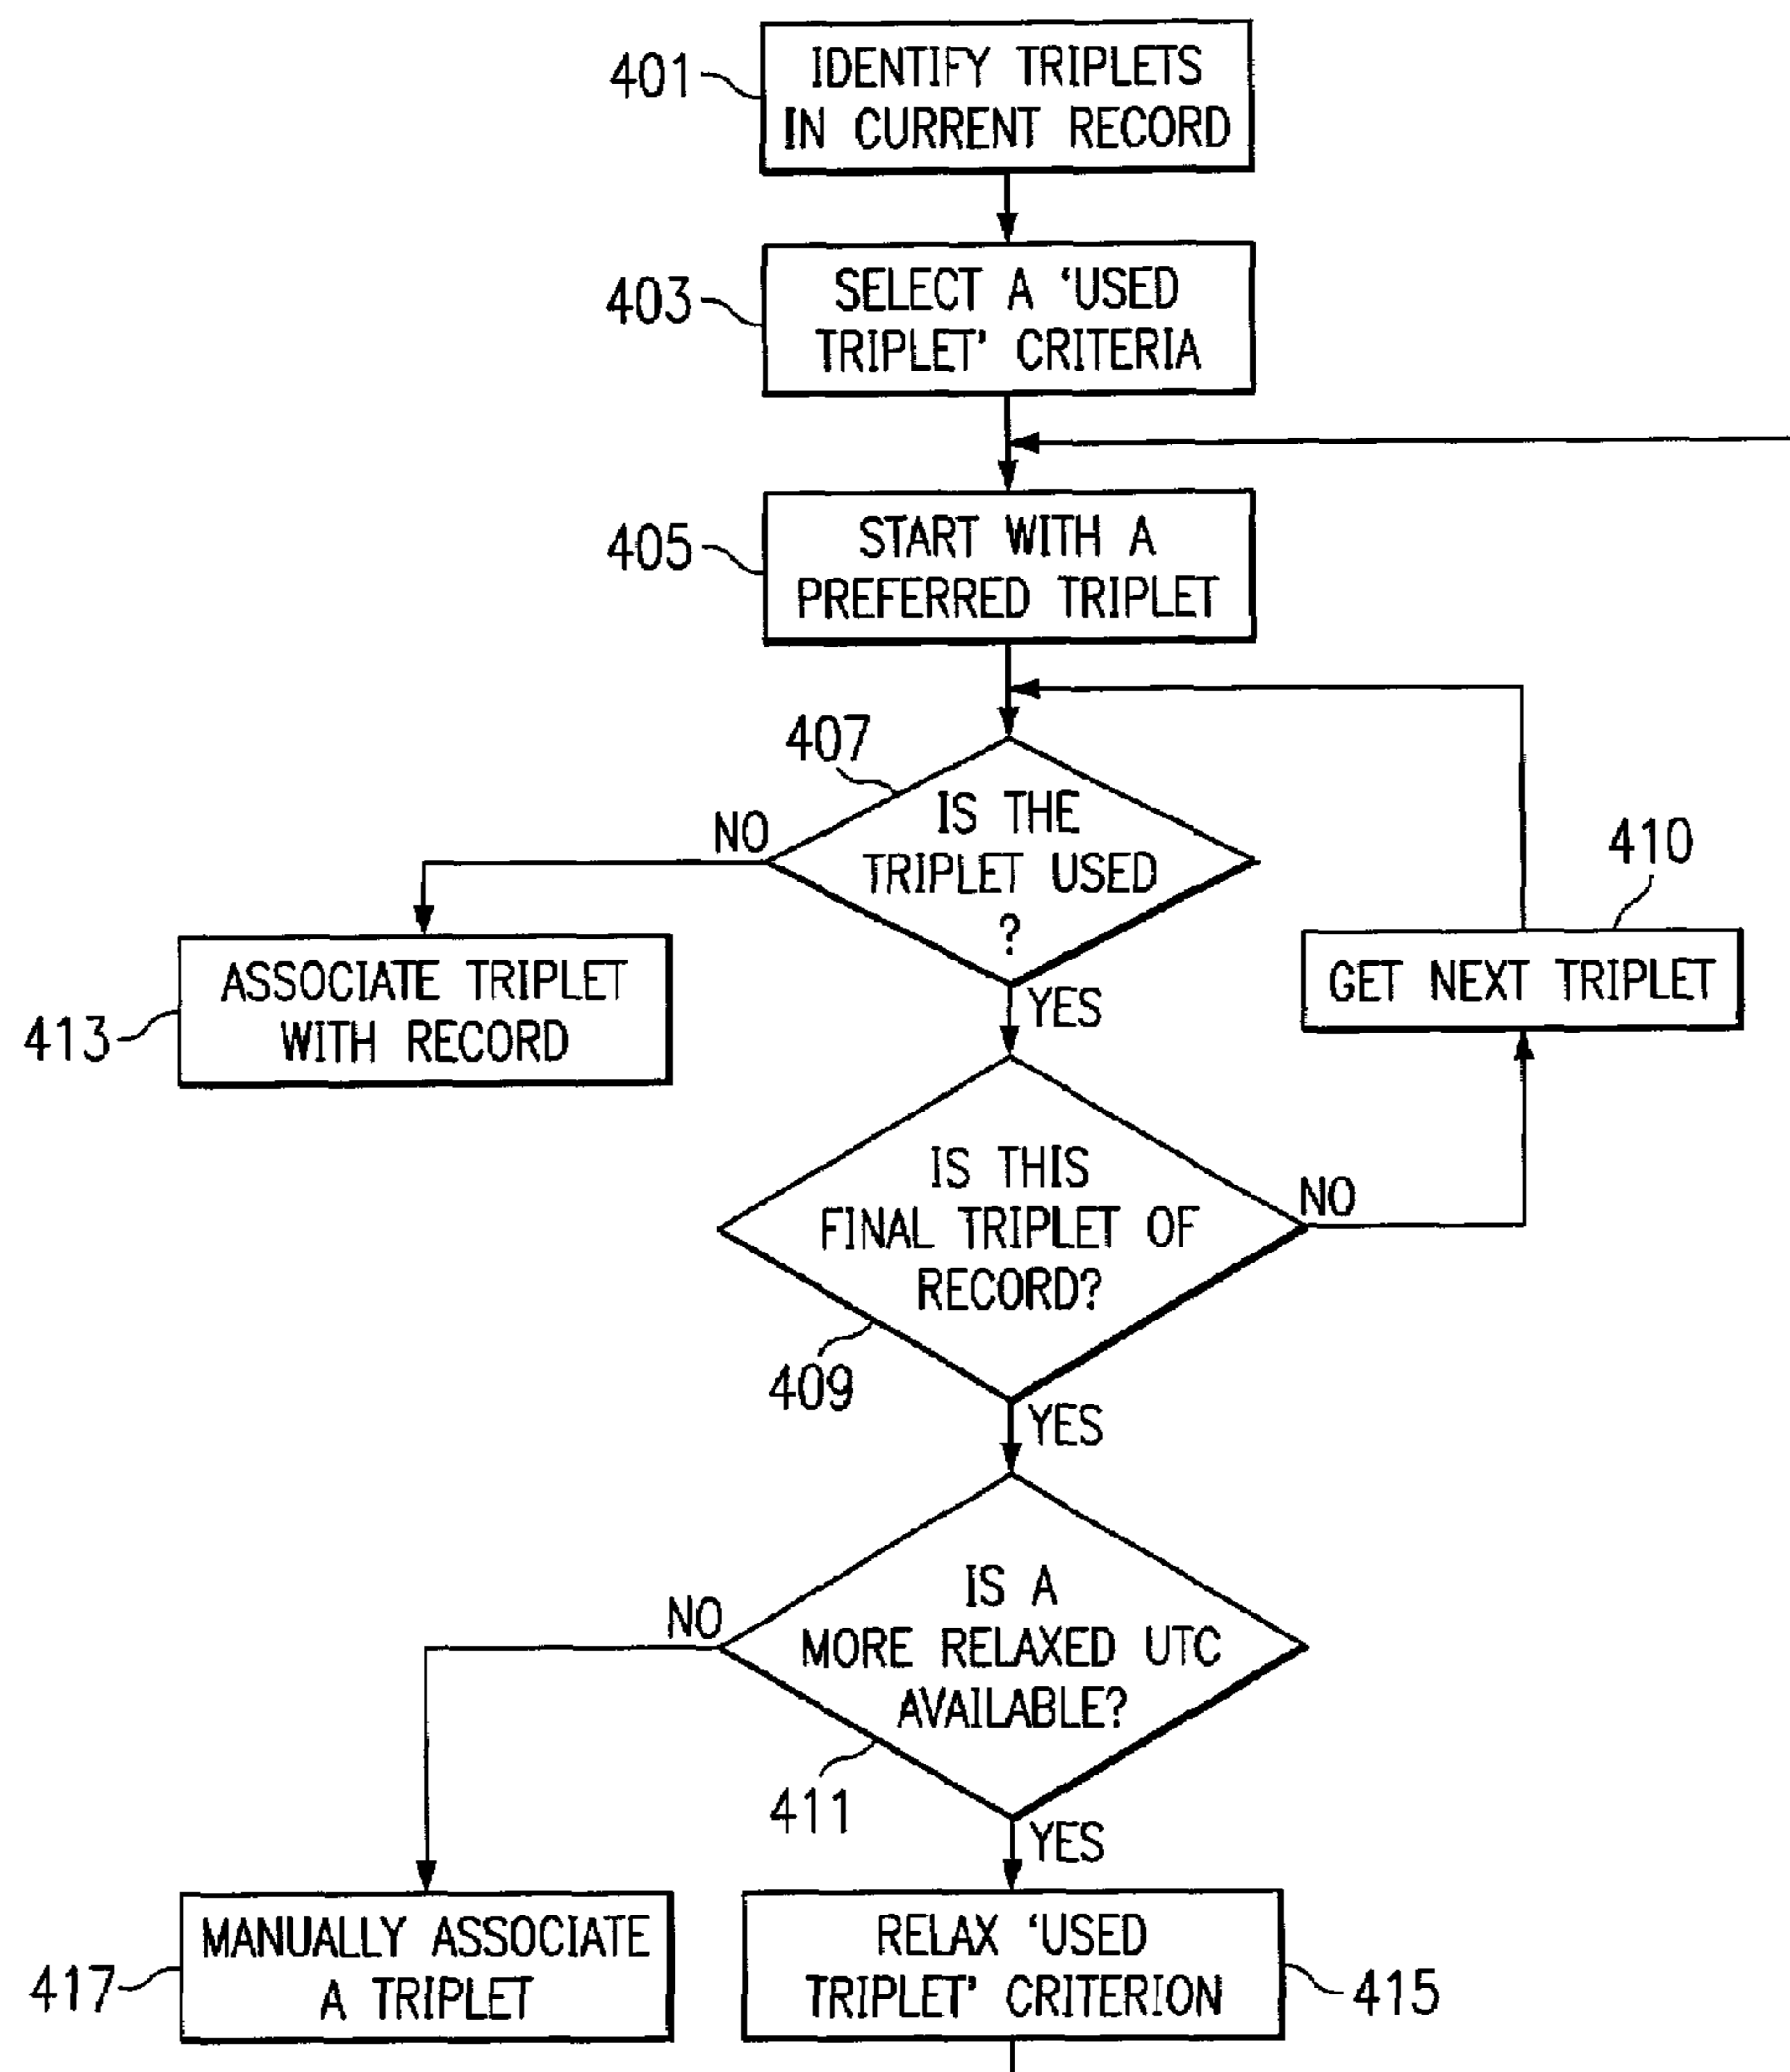 401
IDENTIFY TRIPLETS
IN CURRENT RECORD
403
SELECT A ‘USED
TRIPLET’ CRITERIA
405
START WITH A
PREFERRED TRIPLET
407
NO
IS THE
TRIPLET USED
?
YES
410
GET NEXT TRIPLET
413
ASSOCIATE TRIPLET
WITH RECORD
IS THIS
FINAL TRIPLET OF
RECORD?
NO
409
YES
IS A
MORE RELAXED UTC
AVAILABLE?
NO
411
YES
417
MANUALLY ASSOCIATE
A TRIPLET
RELAX ‘USED
TRIPLET’ CRITERION
415